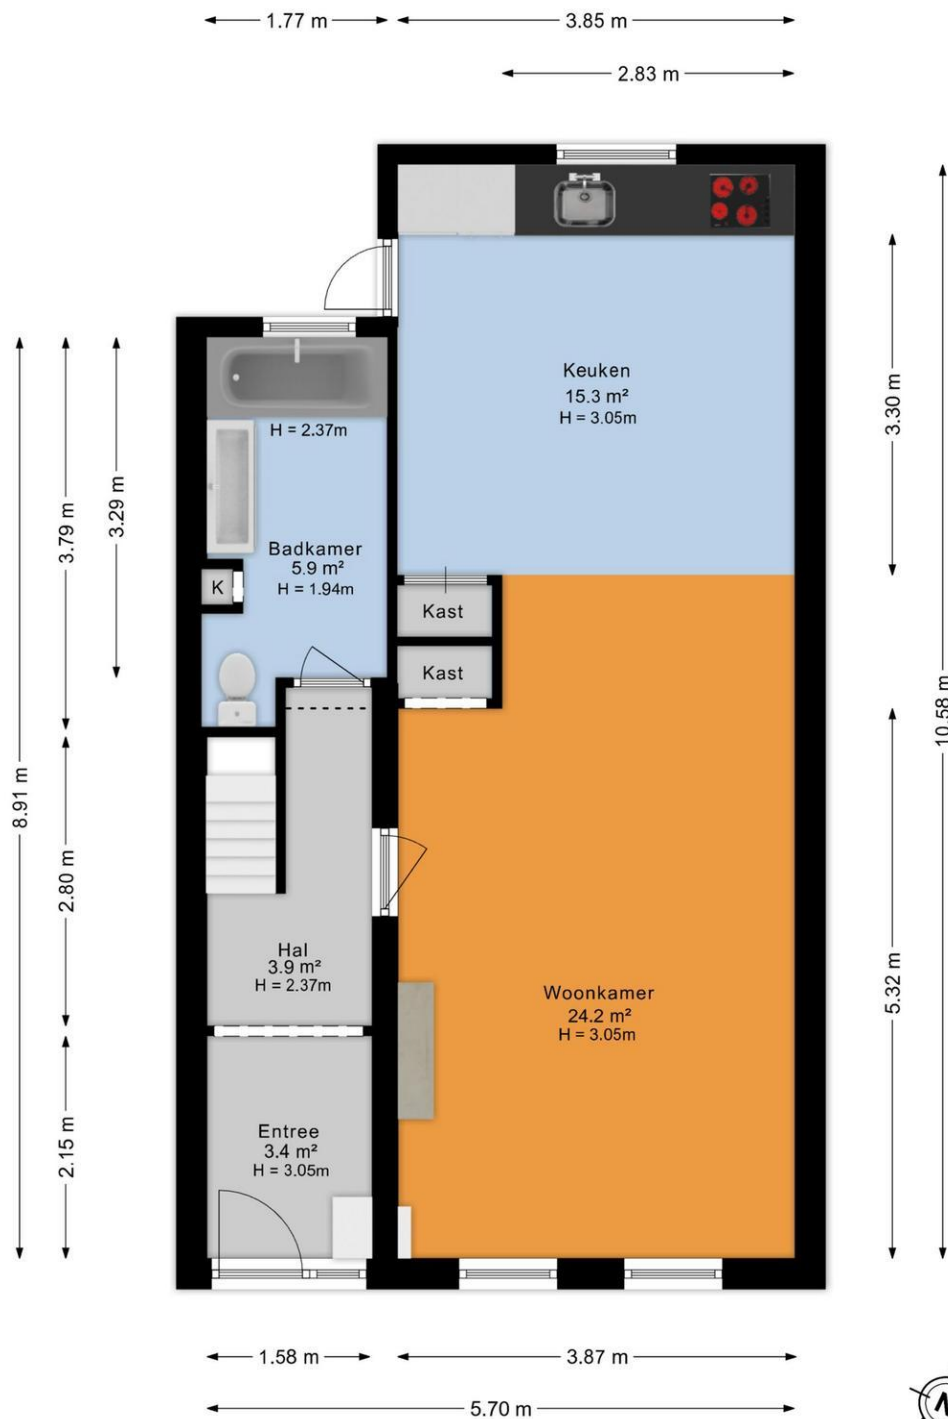 1.77 m
3.85 m
2.83 m
Keuken
15.3 m²
H = 3.05m
3.30 m
H = 2.37m
3.29 m
3.79 m
Badkamer
5.9 m²
H = 1.94m
K
Kast
Kast
10.58 m
8.91 m
2.80 m
Hal
3.9 m²
H = 2.37m
5.32 m
Woonkamer
24.2 m²
H = 3.05m
2.15 m
Entree
3.4 m²
H = 3.05m
1.58 m
3.87 m
5.70 m